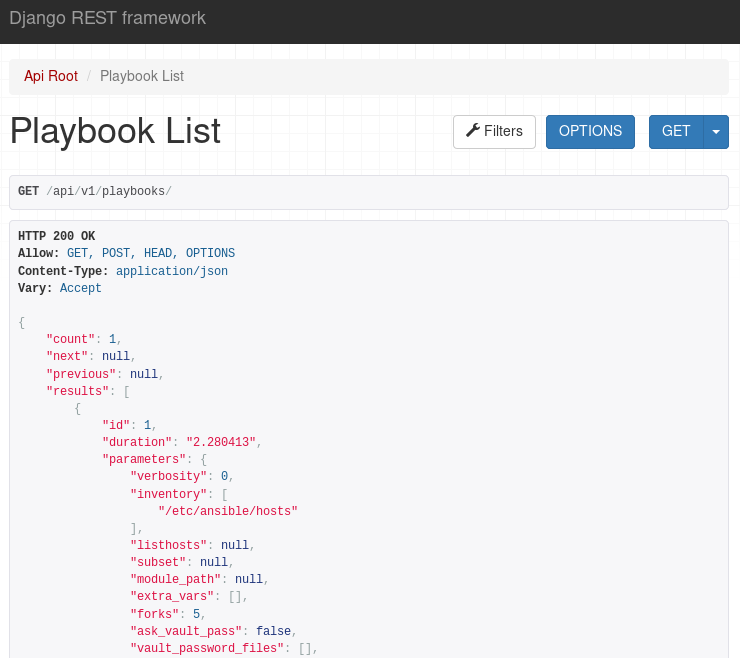 Django REST framework
Api Root / Playbook List
Playbook List
Filters OPTIONS GET
GET /api/v1/playbooks/
HTTP 200 OK
Allow: GET, POST, HEAD, OPTIONS
Content-Type: application/json
Vary: Accept
{
    "count": 1,
    "next": null,
    "previous": null,
    "results": [
        {
            "id": 1,
            "duration": "2.280413",
            "parameters": {
                "verbosity": 0,
                "inventory": [
                    "/etc/ansible/hosts"
                ],
                "listhosts": null,
                "subset": null,
                "module_path": null,
                "extra_vars": [],
                "forks": 5,
                "ask_vault_pass": false,
                "vault_password_files": [],